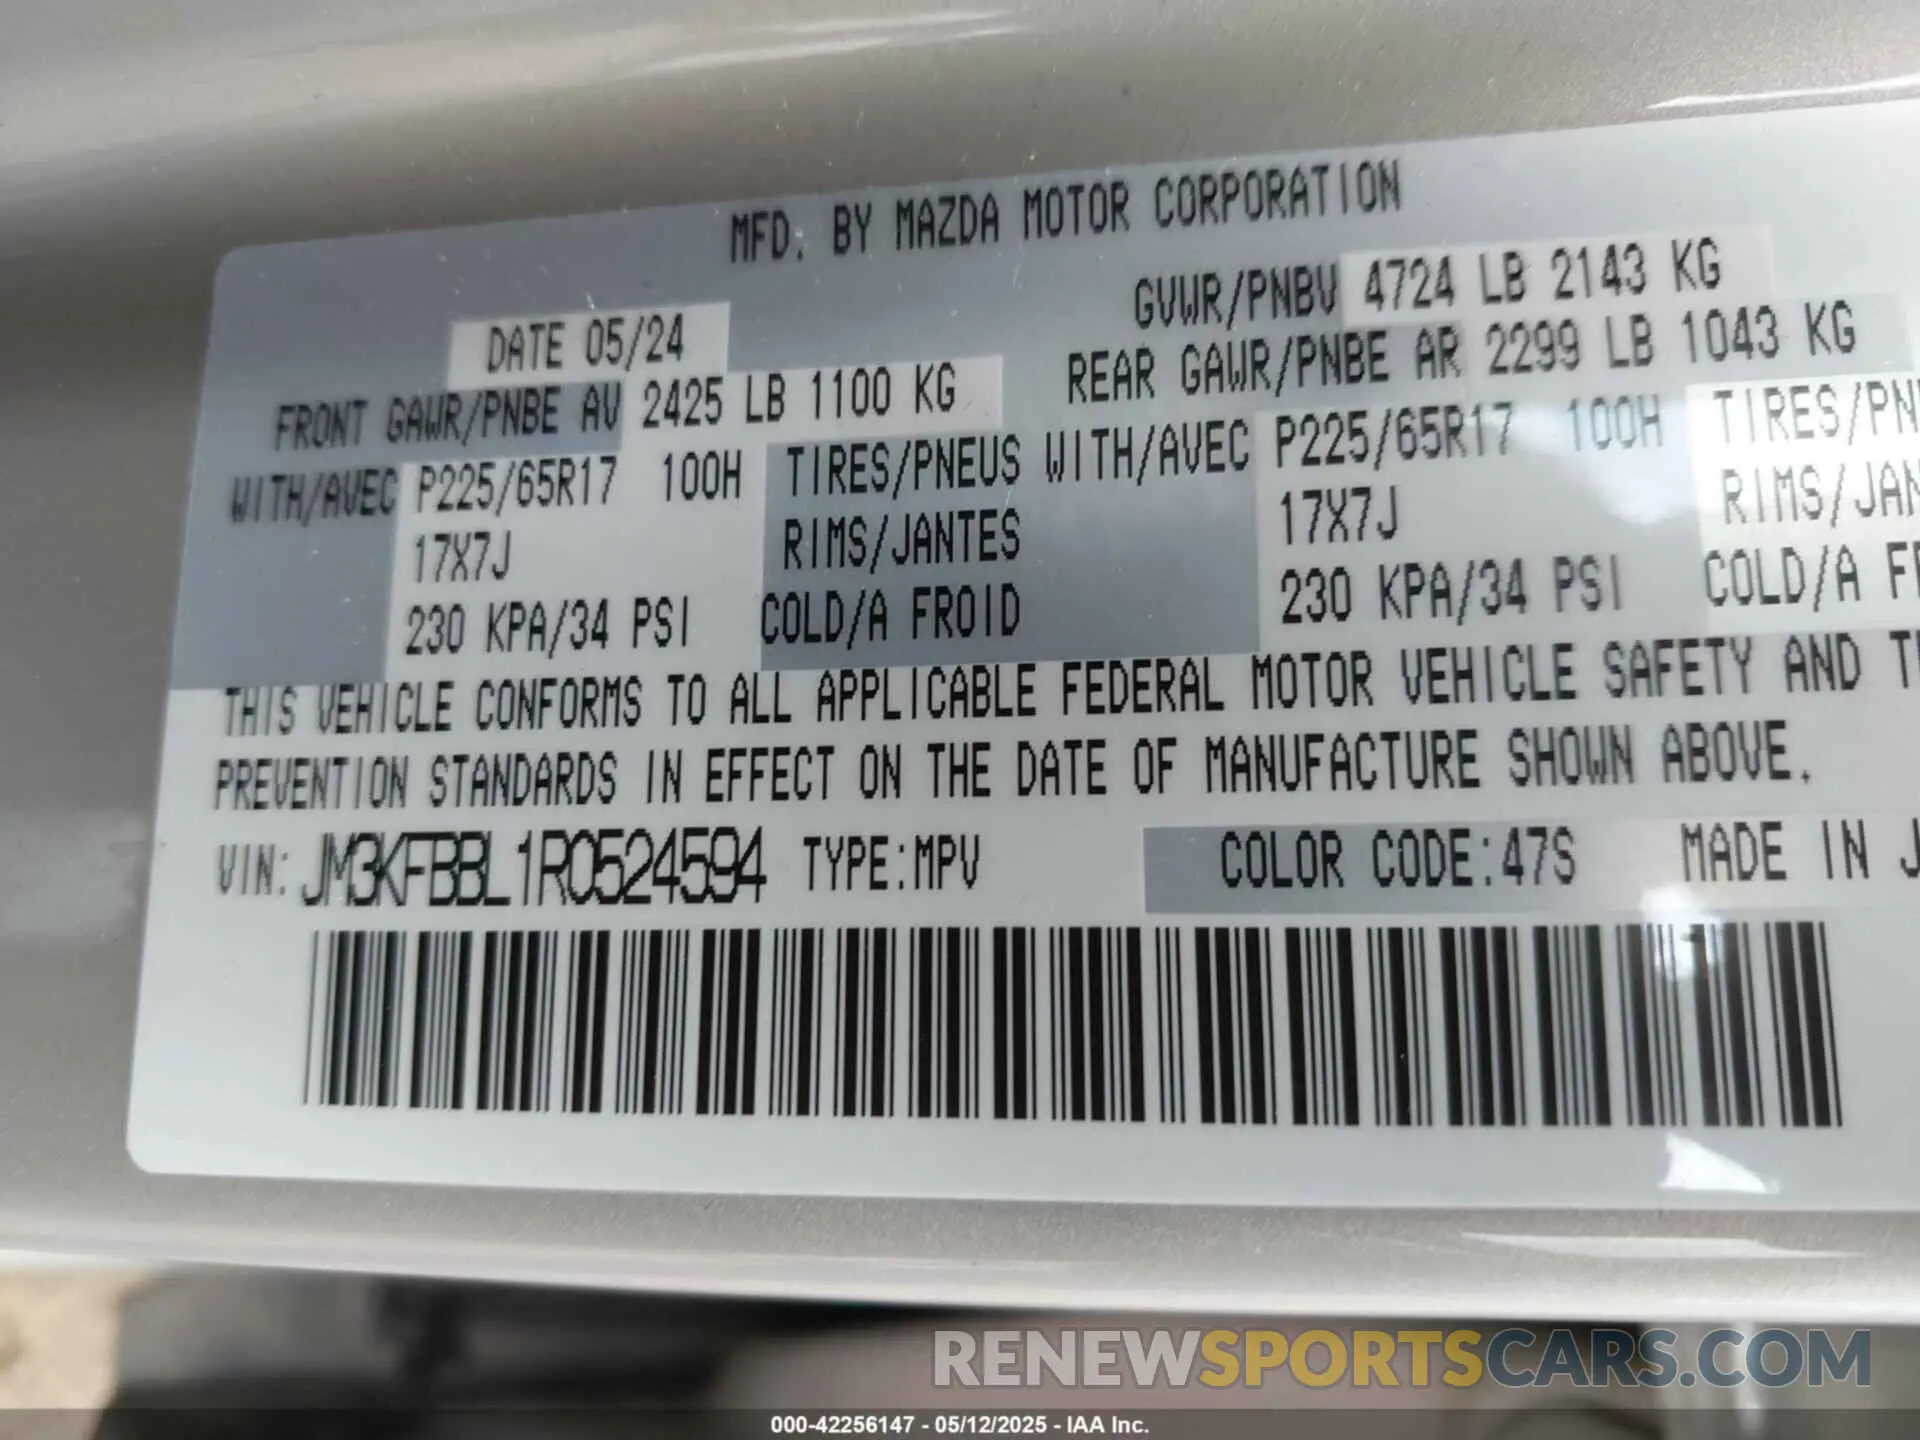 MFD. BY MAZDA MOTOR CORPORATION
DATE 05/24 GVWR/PNBV 4724 LB 2143 KG
FRONT GAWR/PNBE AV 2425 LB 1100 KG REAR GAWR/PNBE AR 2299 LB 1043 KG
WITH/AVEC P225/65R17 100H TIRES/PNEUS WITH/AVEC P225/65R17 100H TIRES/PN
17X7J RIMS/JANTES 17X7J RIMS/JAN
230 KPA/34 PSI COLD/A FROID 230 KPA/34 PSI COLD/A F
THIS VEHICLE CONFORMS TO ALL APPLICABLE FEDERAL MOTOR VEHICLE SAFETY AND T
PREVENTION STANDARDS IN EFFECT ON THE DATE OF MANUFACTURE SHOWN ABOVE.
VIN: JM3KFBBL1R0524594 TYPE:MPV COLOR CODE:47S MADE IN J
RENEWSPORTSCARS.COM
000-42256147 - 05/12/2025 - IAA Inc.